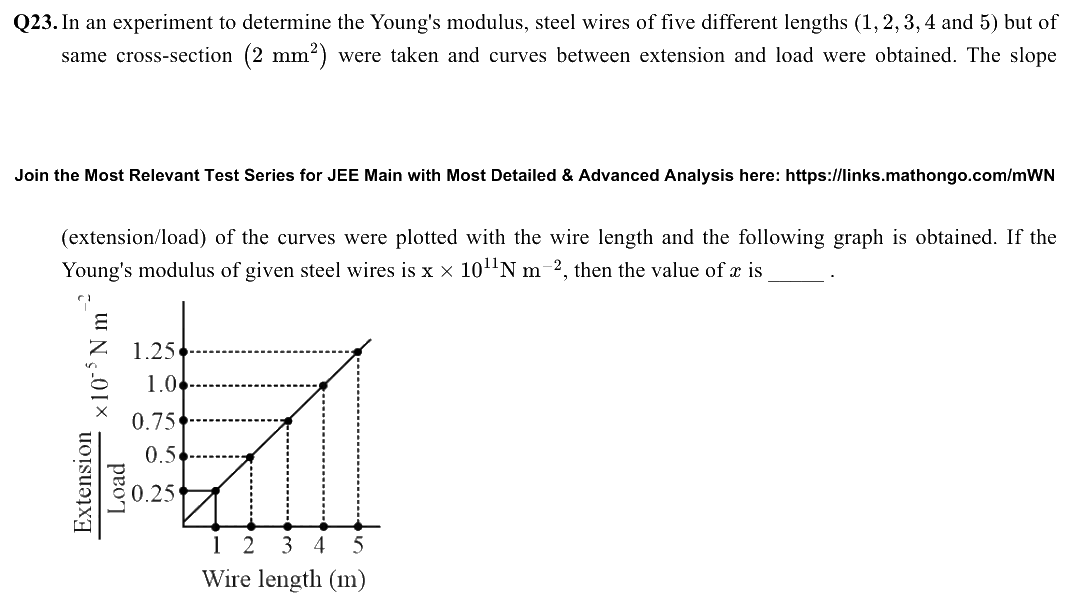 Q23. In an experiment to determine the Young's modulus, steel wires of five different lengths (1, 2, 3, 4 and 5) but of
same cross-section (2 mm²) were taken and curves between extension and load were obtained. The slope
Join the Most Relevant Test Series for JEE Main with Most Detailed & Advanced Analysis here: https://links.mathongo.com/mWN
(extension/load) of the curves were plotted with the wire length and the following graph is obtained. If the
Young's modulus of given steel wires is x × 10¹¹N m⁻², then the value of x is _____ .
Extension
Load
×10⁻⁵ N m⁻²
1.25
1.0
0.75
0.5
0.25
1 2 3 4 5
Wire length (m)